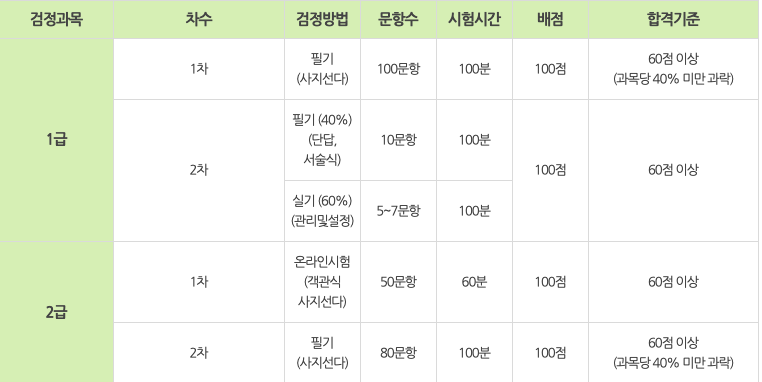 검정과목 차수 검정방법 문항수 시험시간 배점 합격기준
1급
1차
필기
(사지선다)
100문항
100분
100점
60점 이상
(과목당 40% 미만 과락)
2차
필기 (40%)
(단답,
서술식)
10문항
100분
100점
60점 이상
실기 (60%)
(관리및설정)
5~7문항
100분
2급
1차
온라인시험
(객관식
사지선다)
50문항
60분
100점
60점 이상
2차
필기
(사지선다)
80문항
100분
100점
60점 이상
(과목당 40% 미만 과락)